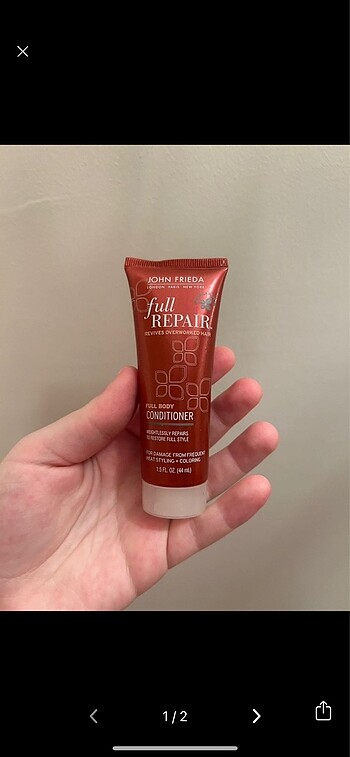 JOHN FRIEDA
LONDON PARIS NEW YORK
full
REPAIR
REVIVES OVERWORKED HAIR
FULL BODY
CONDITIONER
WEIGHTLESSLY REPAIRS
TO RESTORE FULL STYLE
FOR DAMAGE FROM FREQUENT
HEAT STYLING + COLORING
1.5 FL. OZ. (44 mL)
1/2